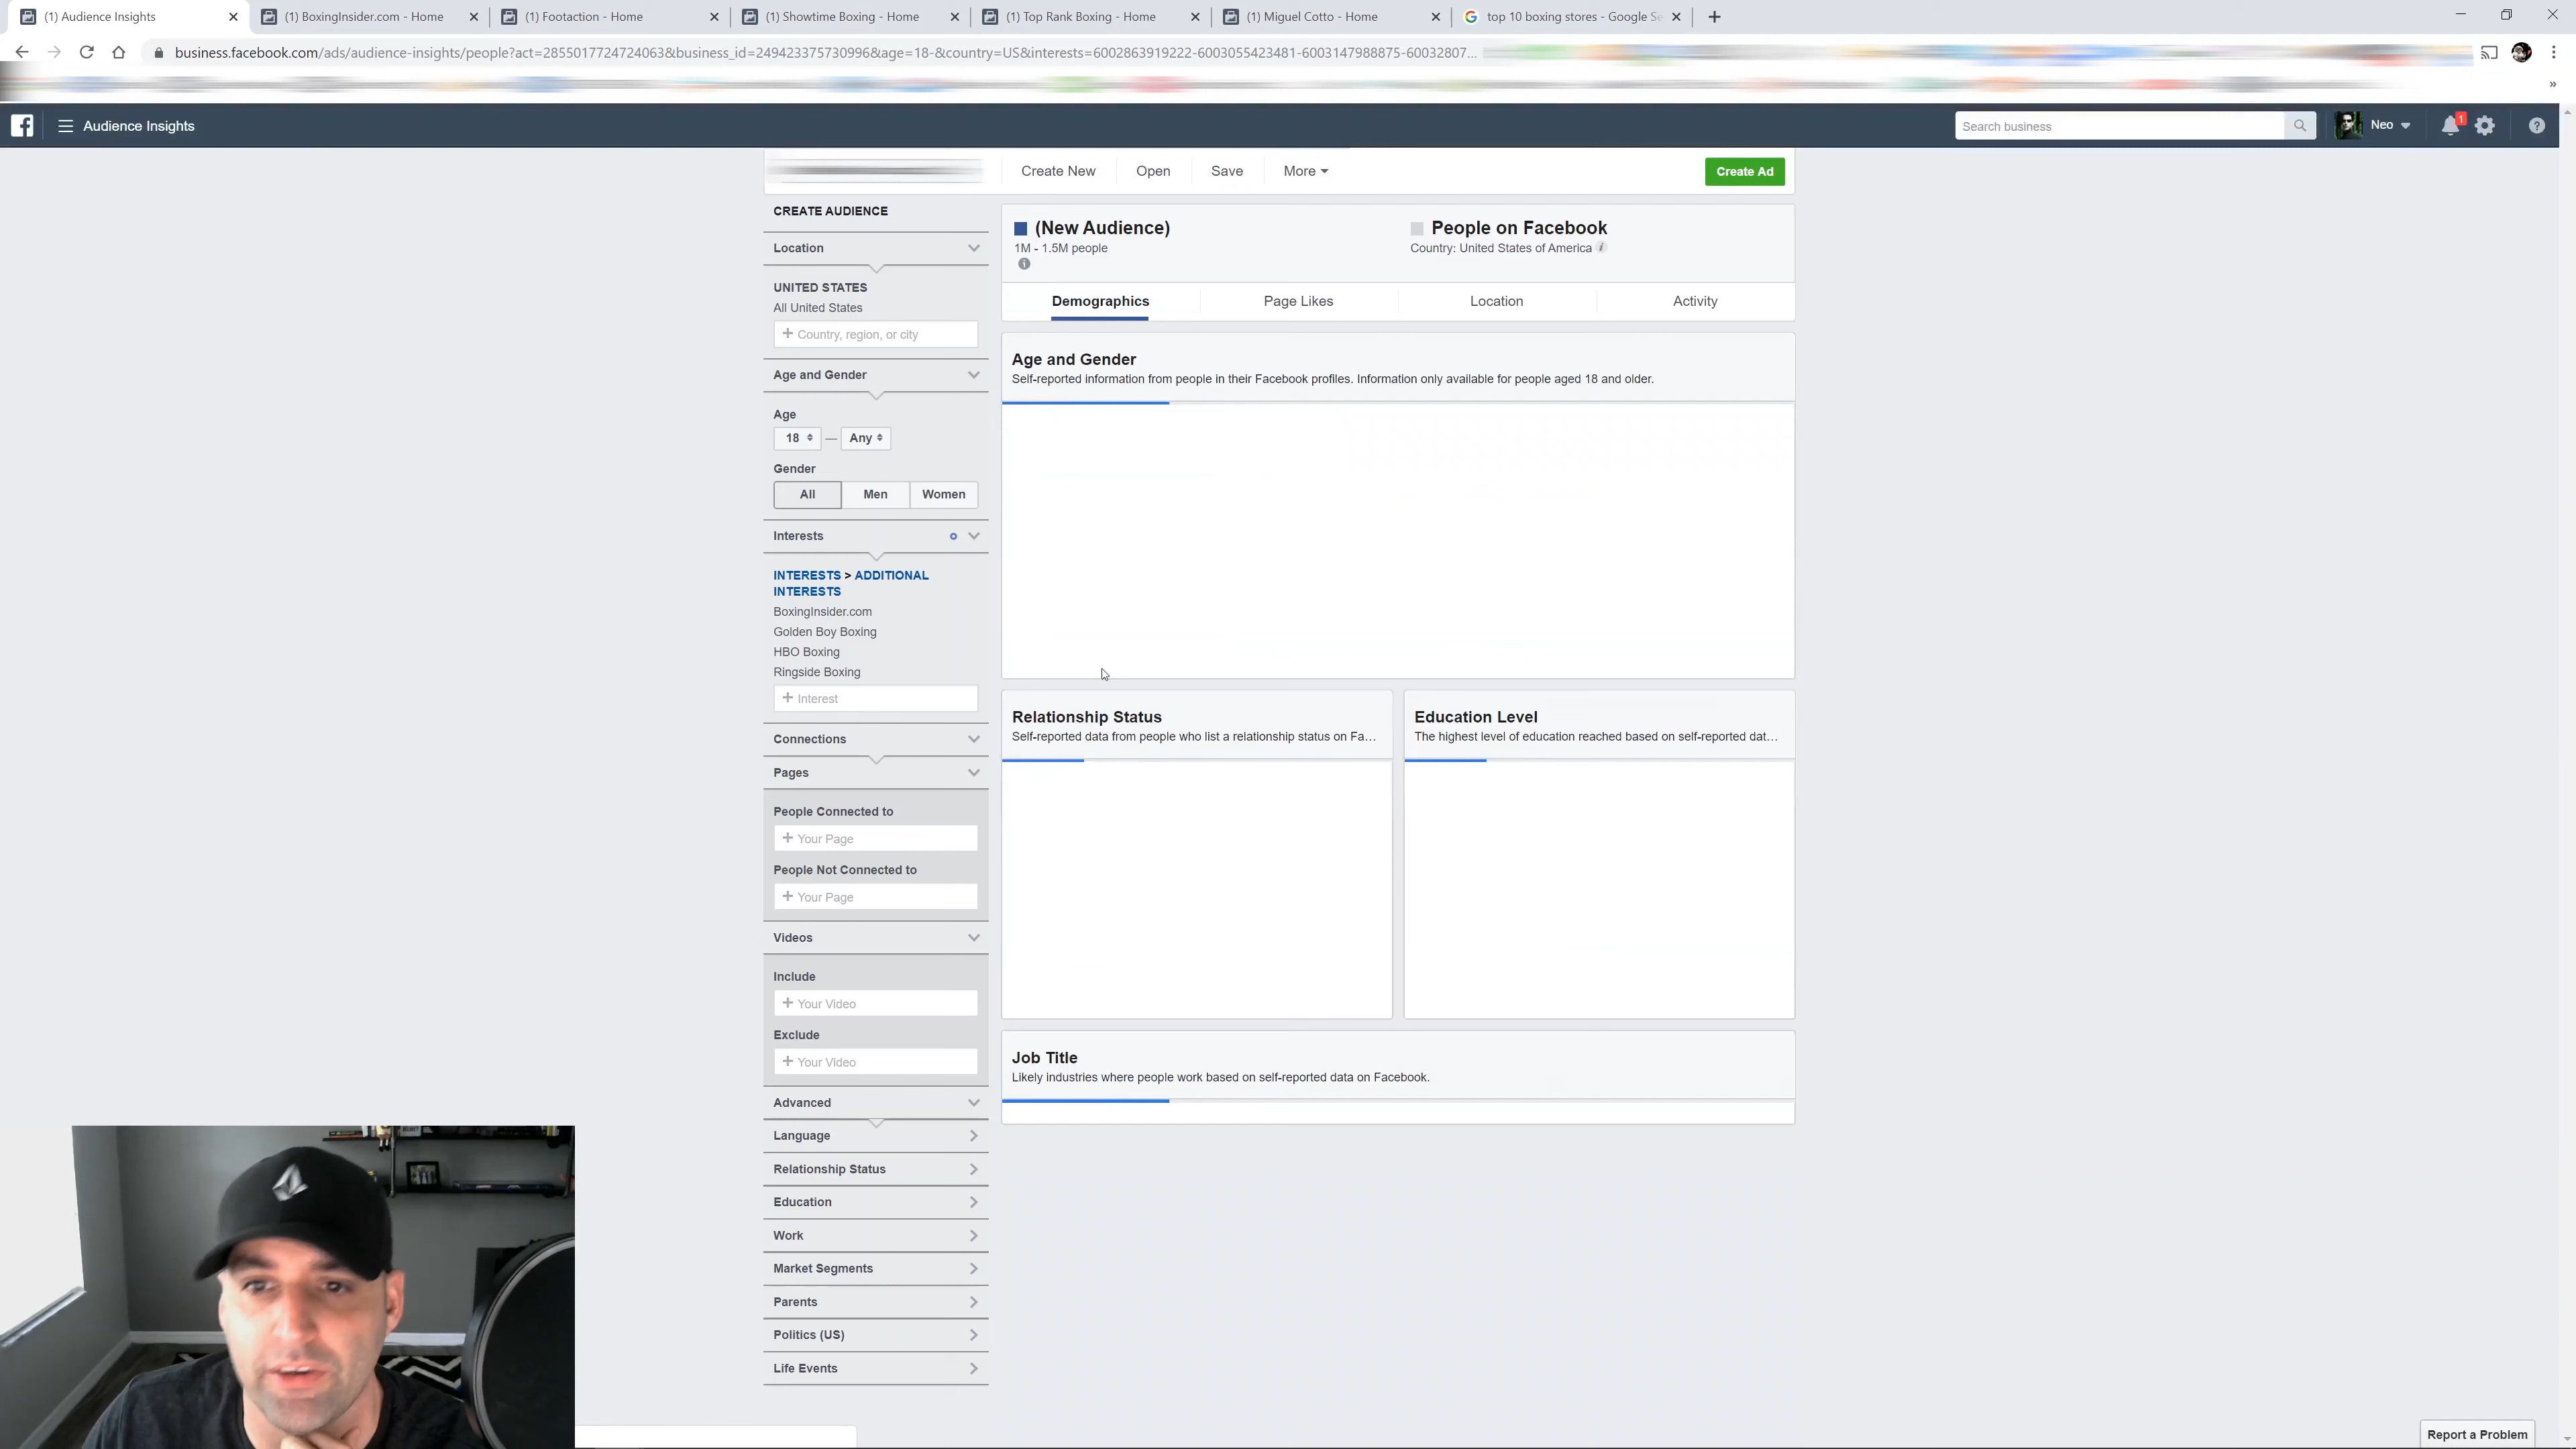 (1) Audience Insights
(1) BoxingInsider.com - Home
(1) Footaction - Home
(1) Showtime Boxing - Home
(1) Top Rank Boxing - Home
(1) Miguel Cotto - Home
top 10 boxing stores - Google Se
business.facebook.com/ads/audience-insights/people?act=2855017724724063&business_id=249423375730996&age=18-&country=US&interests=6002863919222-6003055423481-6003147988875-60032807...
Audience Insights
Search business
Neo
1
Create New
Open
Save
More
Create Ad
CREATE AUDIENCE
(New Audience)
1M - 1.5M people
People on Facebook
Country: United States of America
Location
UNITED STATES
All United States
+ Country, region, or city
Demographics
Page Likes
Location
Activity
Age and Gender
Self-reported information from people in their Facebook profiles. Information only available for people aged 18 and older.
Age and Gender
Age
18 — Any
Gender
All
Men
Women
Interests
INTERESTS > ADDITIONAL
INTERESTS
BoxingInsider.com
Golden Boy Boxing
HBO Boxing
Ringside Boxing
+ Interest
Connections
Pages
People Connected to
+ Your Page
People Not Connected to
+ Your Page
Videos
Include
+ Your Video
Exclude
+ Your Video
Advanced
Language
Relationship Status
Education
Work
Market Segments
Parents
Politics (US)
Life Events
Relationship Status
Self-reported data from people who list a relationship status on Fa...
Education Level
The highest level of education reached based on self-reported dat...
Job Title
Likely industries where people work based on self-reported data on Facebook.
Report a Problem